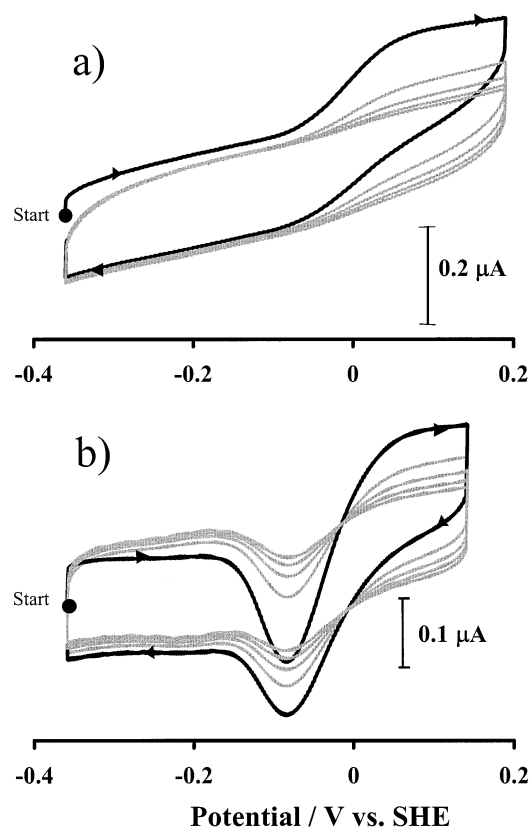 a)
Start
0.2 μA
-0.4 -0.2 0 0.2
b)
Start
0.1 μA
-0.4 -0.2 0 0.2
Potential / V vs. SHE